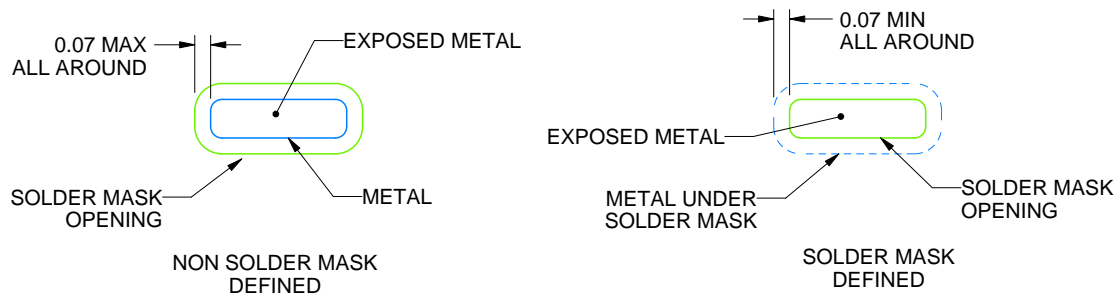 0.07 MAX
ALL AROUND
EXPOSED METAL
SOLDER MASK
OPENING
METAL
NON SOLDER MASK
DEFINED
0.07 MIN
ALL AROUND
EXPOSED METAL
METAL UNDER
SOLDER MASK
SOLDER MASK
OPENING
SOLDER MASK
DEFINED